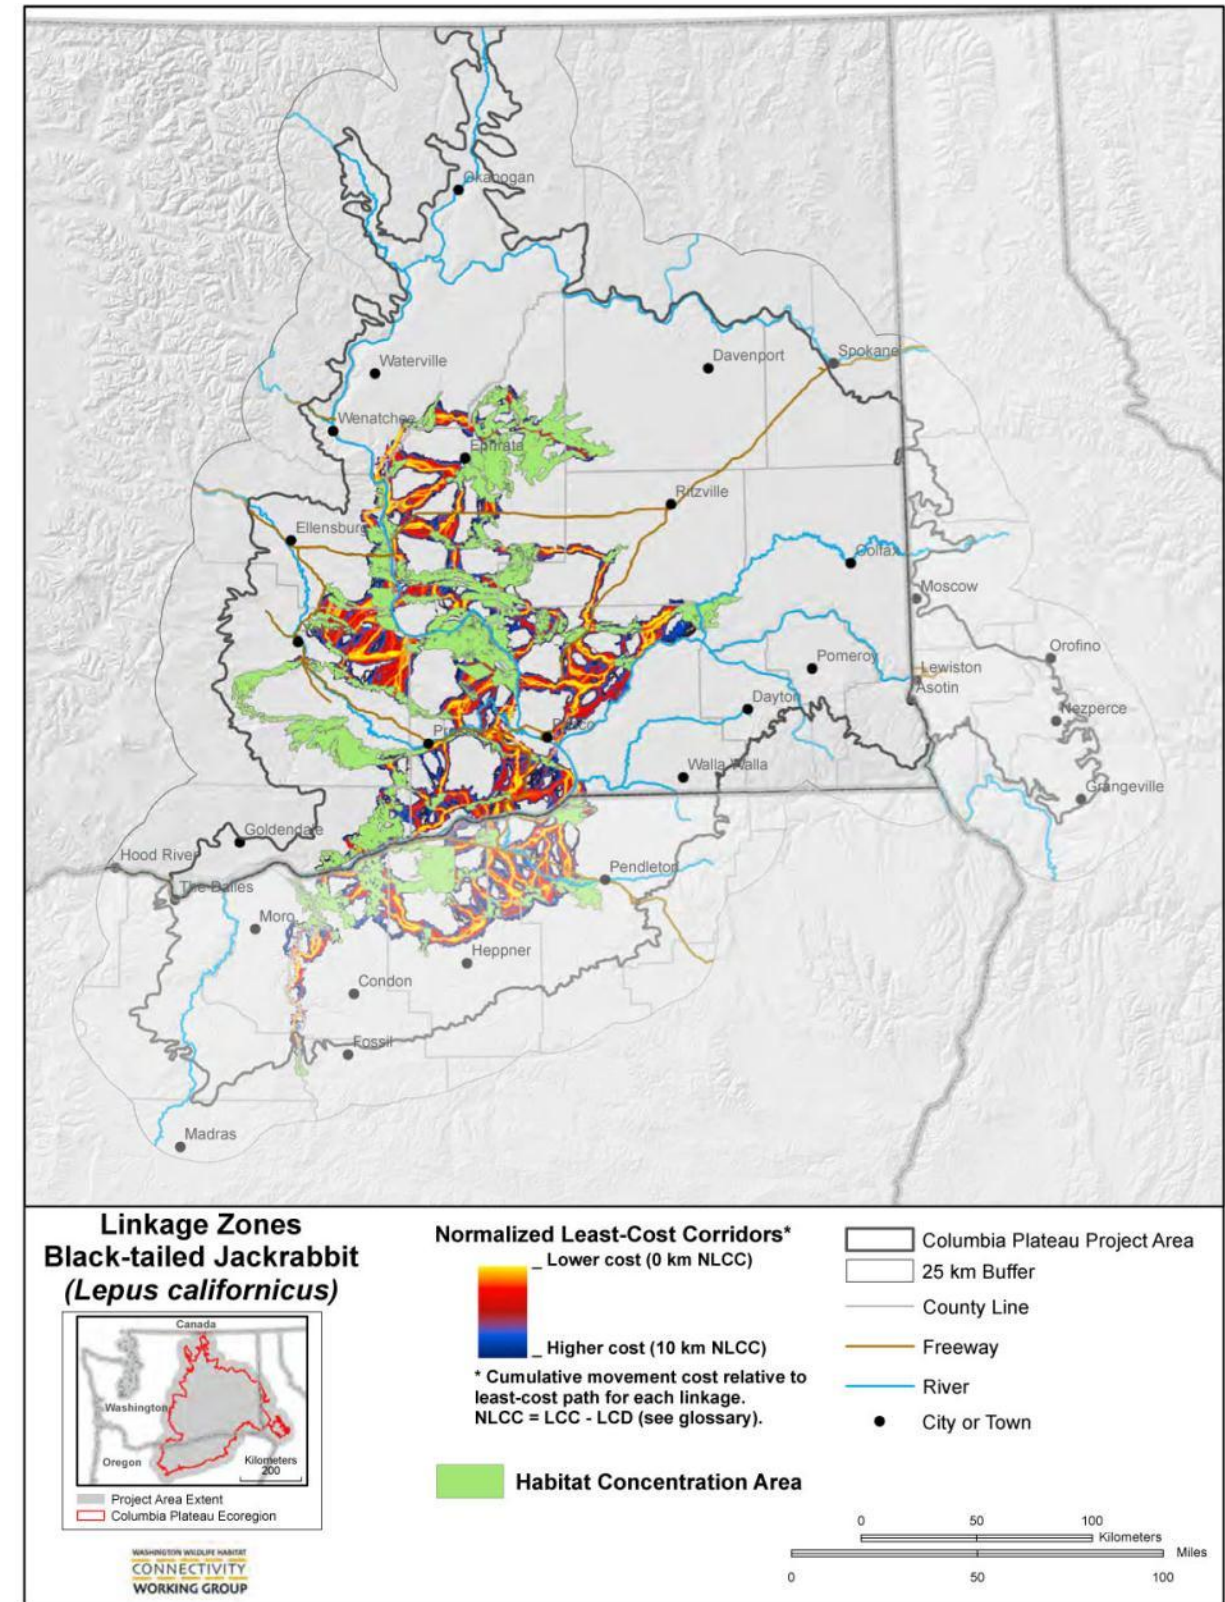 Okanogan
Waterville
Davenport
Spokane
Wenatchee
Ephrata
Ritzville
Ellensburg
Colfax
Moscow
Orofino
Pomeroy
Lewiston
Asotin
Dayton
Nezperce
Pasco
Walla Walla
Grangeville
Goldendale
Hood River
Pendleton
The Dalles
Moro
Heppner
Condon
Fossil
Madras
Linkage Zones
Black-tailed Jackrabbit
(Lepus californicus)
Canada
Washington
Oregon
Kilometers
200
Project Area Extent
Columbia Plateau Ecoregion
WASHINGTON WILDLIFE HABITAT
CONNECTIVITY
WORKING GROUP
Normalized Least-Cost Corridors*
_ Lower cost (0 km NLCC)
_ Higher cost (10 km NLCC)
* Cumulative movement cost relative to
least-cost path for each linkage.
NLCC = LCC - LCD (see glossary).
Habitat Concentration Area
Columbia Plateau Project Area
25 km Buffer
County Line
Freeway
River
City or Town
0 50 100
Kilometers
Miles
0 50 100